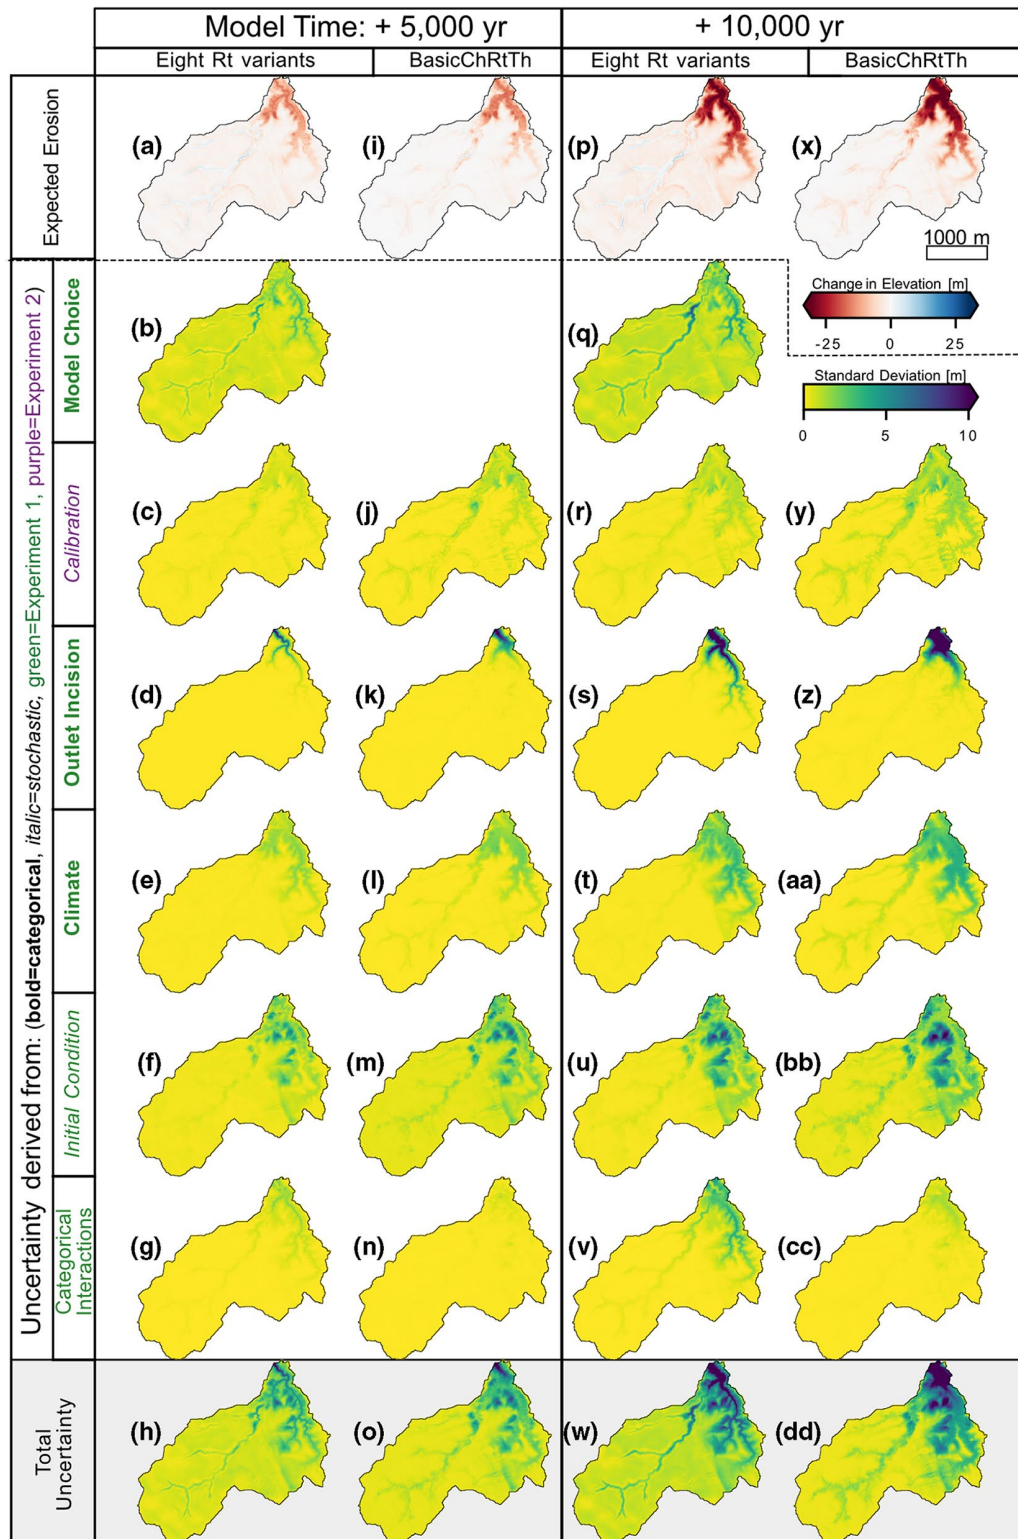 Model Time: + 5,000 yr
+ 10,000 yr
Eight Rt variants
BasicChRtTh
Eight Rt variants
BasicChRtTh
Expected Erosion
(a)
(i)
(p)
(x)
1000 m
Change in Elevation [m]
-25 0 25
Uncertainty derived from: (bold=categorical, italic=stochastic, green=Experiment 1, purple=Experiment 2)
Model Choice
(b)
(q)
Standard Deviation [m]
0 5 10
Calibration
(c)
(j)
(r)
(y)
Outlet Incision
(d)
(k)
(s)
(z)
Climate
(e)
(l)
(t)
(aa)
Initial Condition
(f)
(m)
(u)
(bb)
Categorical
Interactions
(g)
(n)
(v)
(cc)
Total
Uncertainty
(h)
(o)
(w)
(dd)